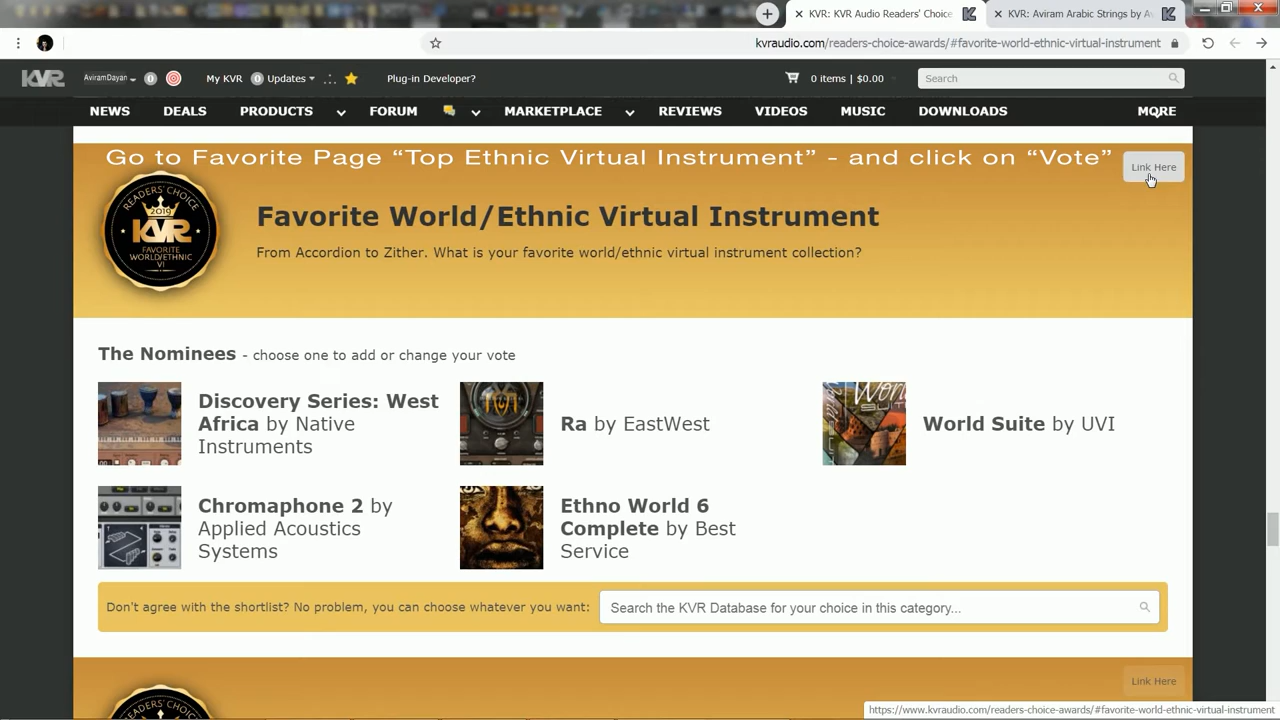 KVR: KVR Audio Readers' Choice
KVR: Aviram Arabic Strings by Av
kvraudio.com/readers-choice-awards/#favorite-world-ethnic-virtual-instrument
KVR
AviramDayan
0
My KVR
0 Updates
Plug-in Developer?
0 items | $0.00
Search
NEWS
DEALS
PRODUCTS
FORUM
MARKETPLACE
REVIEWS
VIDEOS
MUSIC
DOWNLOADS
MORE
Go to Favorite Page “Top Ethnic Virtual Instrument” - and click on “Vote”
Link Here
READERS' CHOICE
2019
KVR
FAVORITE
WORLD/ETHNIC
VI
Favorite World/Ethnic Virtual Instrument
From Accordion to Zither. What is your favorite world/ethnic virtual instrument collection?
The Nominees - choose one to add or change your vote
Discovery Series: West
Africa by Native
Instruments
Ra by EastWest
World Suite by UVI
Chromaphone 2 by
Applied Acoustics
Systems
Ethno World 6
Complete by Best
Service
Don't agree with the shortlist? No problem, you can choose whatever you want:
Search the KVR Database for your choice in this category...
Link Here
https://www.kvraudio.com/readers-choice-awards/#favorite-world-ethnic-virtual-instrument